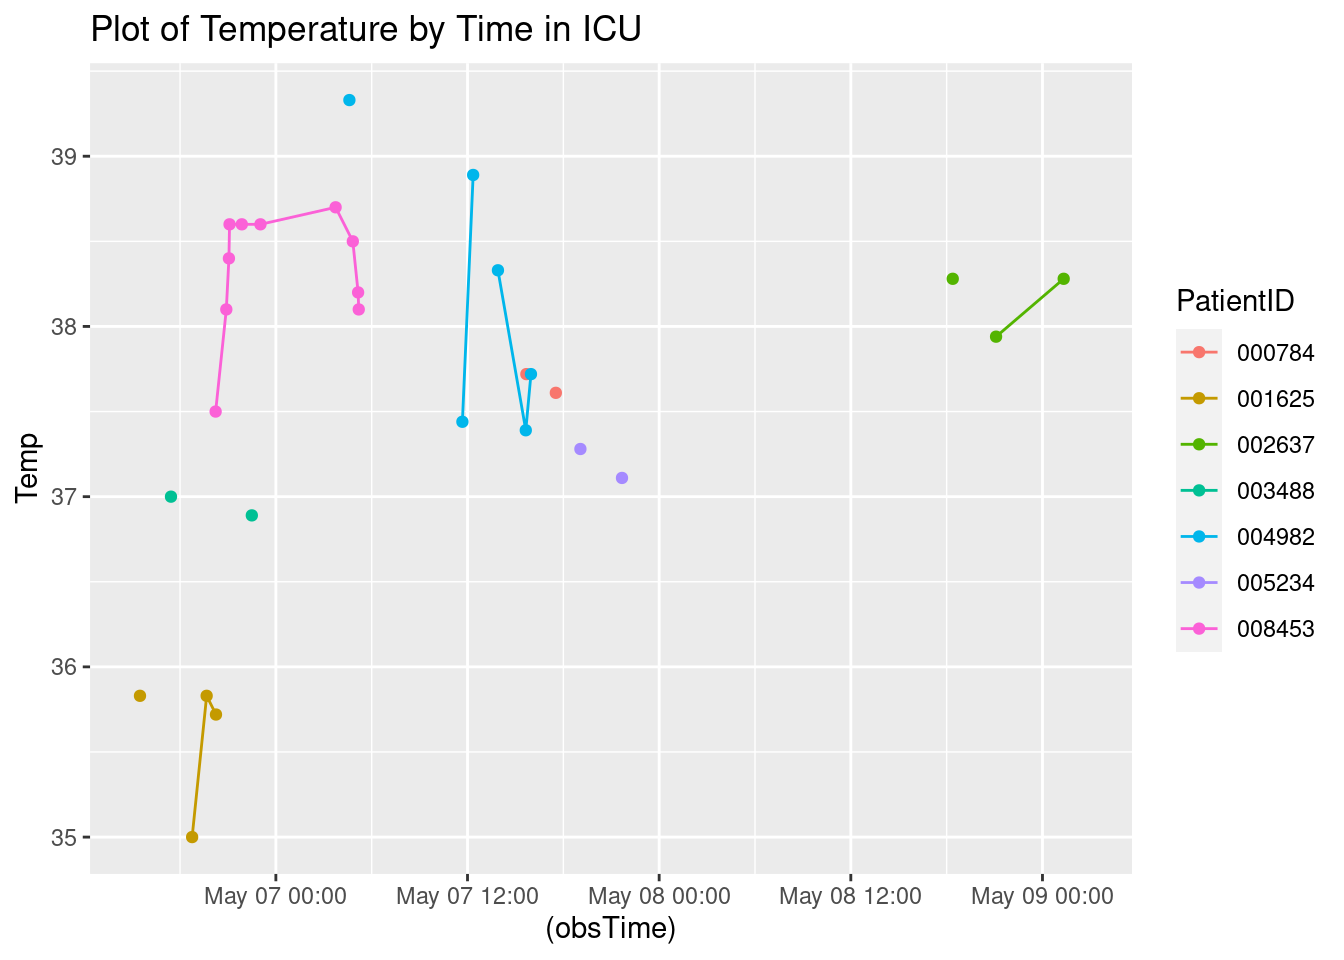 Plot of Temperature by Time in ICU
39
38
37
36
35
Temp
May 07 00:00
May 07 12:00
May 08 00:00
May 08 12:00
May 09 00:00
(obsTime)
PatientID
000784
001625
002637
003488
004982
005234
008453